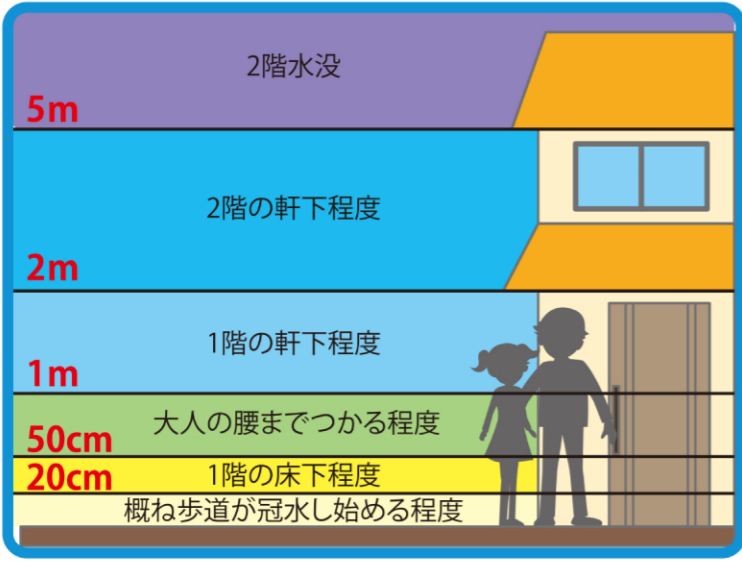 2階水没
5m
2階の軒下程度
2m
1階の軒下程度
1m
大人の腰までつかる程度
50cm
1階の床下程度
20cm
概ね歩道が冠水し始める程度